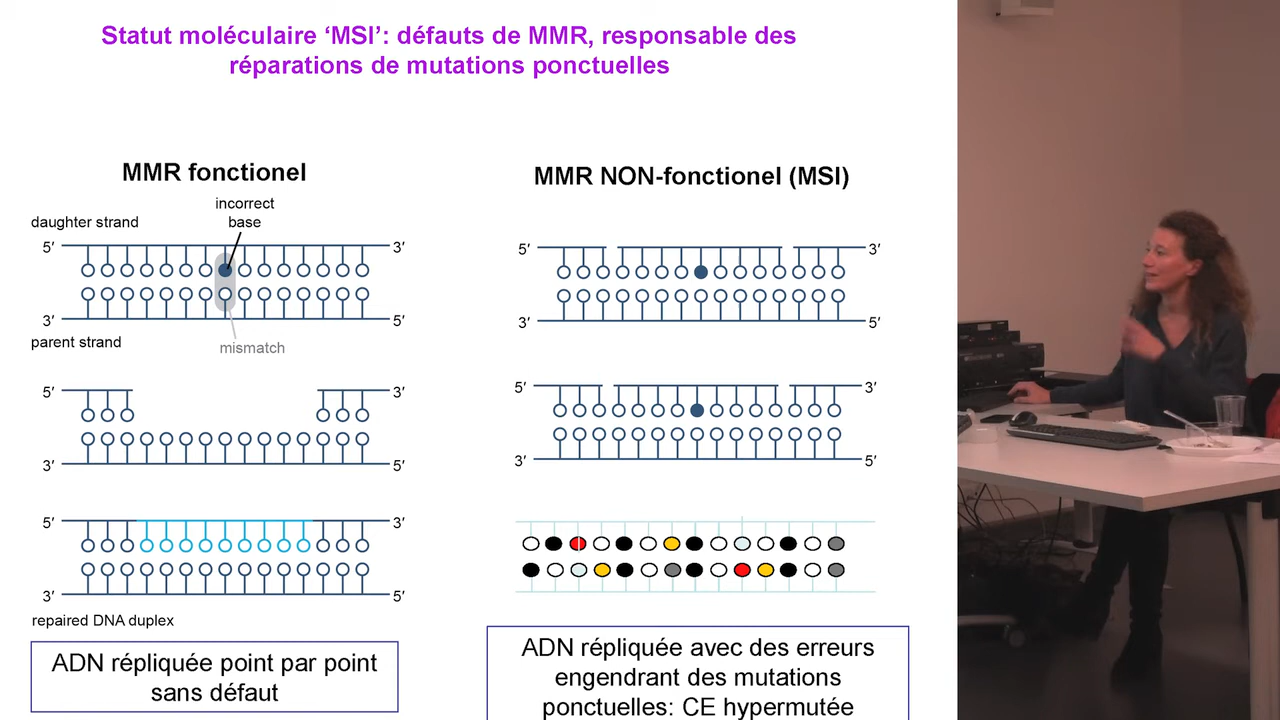 Statut moléculaire ‘MSI’: défauts de MMR, responsable des
réparations de mutations ponctuelles
MMR fonctionel
incorrect
base
daughter strand
5′ 3′
3′ 5′
parent strand
mismatch
5′ 3′
3′ 5′
5′ 3′
3′ 5′
repaired DNA duplex
ADN répliquée point par point
sans défaut
MMR NON-fonctionel (MSI)
5′ 3′
3′ 5′
5′ 3′
3′ 5′
ADN répliquée avec des erreurs
engendrant des mutations
ponctuelles: CE hypermutée